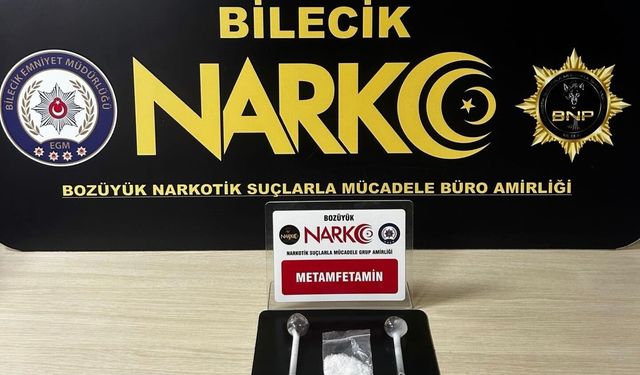 BİLECİK
NARKO
BİLECİK EMNİYET MÜDÜRLÜĞÜ
EGM
BNP
BOZÜYÜK NARKOTİK SUÇLARLA MÜCADELE BÜRO AMİRLİĞİ
BOZÜYÜK
NARKO
NARKOTİK SUÇLARLA MÜCADELE GRUP AMİRLİĞİ
METAMFETAMİN